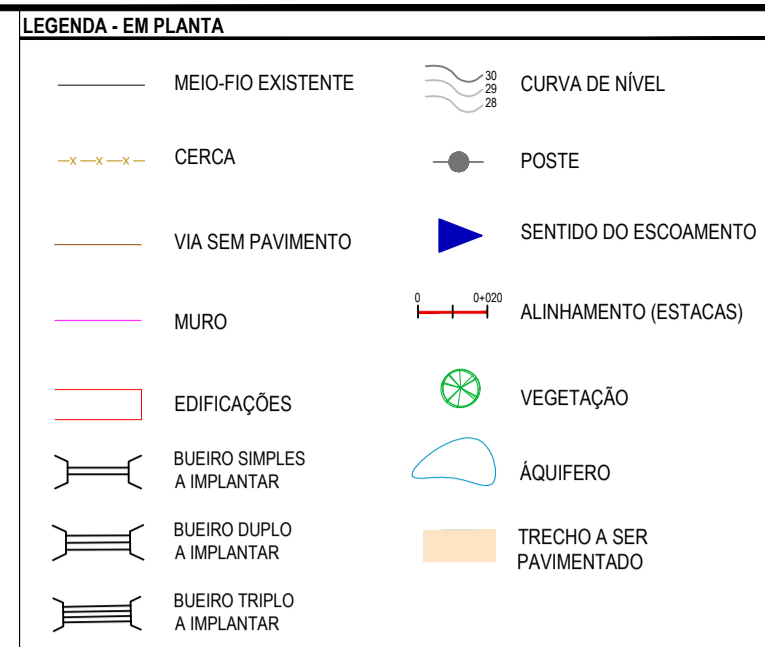 LEGENDA - EM PLANTA
MEIO-FIO EXISTENTE
x x x
CERCA
VIA SEM PAVIMENTO
MURO
EDIFICAÇÕES
BUEIRO SIMPLES
A IMPLANTAR
BUEIRO DUPLO
A IMPLANTAR
BUEIRO TRIPLO
A IMPLANTAR
30
29
28
CURVA DE NÍVEL
POSTE
SENTIDO DO ESCOAMENTO
0 0+020
ALINHAMENTO (ESTACAS)
VEGETAÇÃO
ÁQUIFERO
TRECHO A SER
PAVIMENTADO